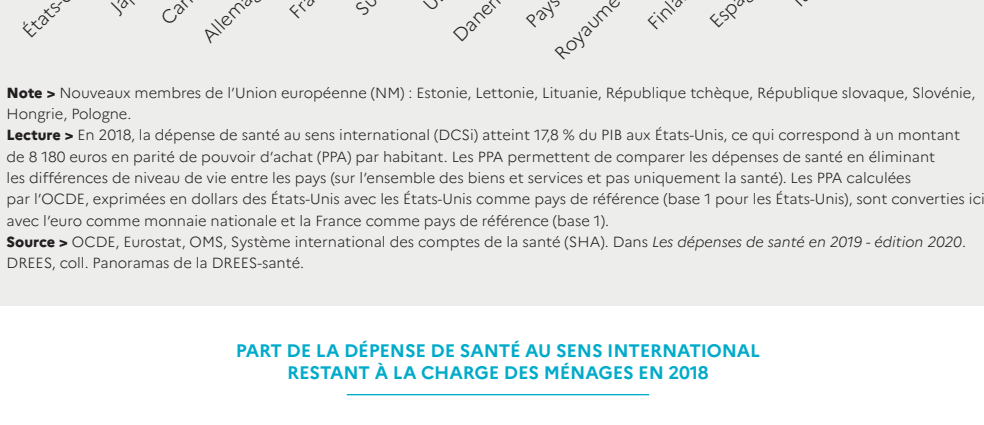 Note > Nouveaux membres de l'Union européenne (NM) : Estonie, Lettonie, Lituanie, République tchèque, République slovaque, Slovénie,
Hongrie, Pologne.
Lecture > En 2018, la dépense de santé au sens international (DCSi) atteint 17,8 % du PIB aux États-Unis, ce qui correspond à un montant
de 8 180 euros en parité de pouvoir d'achat (PPA) par habitant. Les PPA permettent de comparer les dépenses de santé en éliminant
les différences de niveau de vie entre les pays (sur l'ensemble des biens et services et pas uniquement la santé). Les PPA calculées
par l'OCDE, exprimées en dollars des États-Unis avec les États-Unis comme pays de référence (base 1 pour les États-Unis), sont converties ici
avec l'euro comme monnaie nationale et la France comme pays de référence (base 1).
Source > OCDE, Eurostat, OMS, Système international des comptes de la santé (SHA). Dans Les dépenses de santé en 2019 - édition 2020.
DREES, coll. Panoramas de la DREES-santé.
PART DE LA DÉPENSE DE SANTÉ AU SENS INTERNATIONAL
RESTANT À LA CHARGE DES MÉNAGES EN 2018